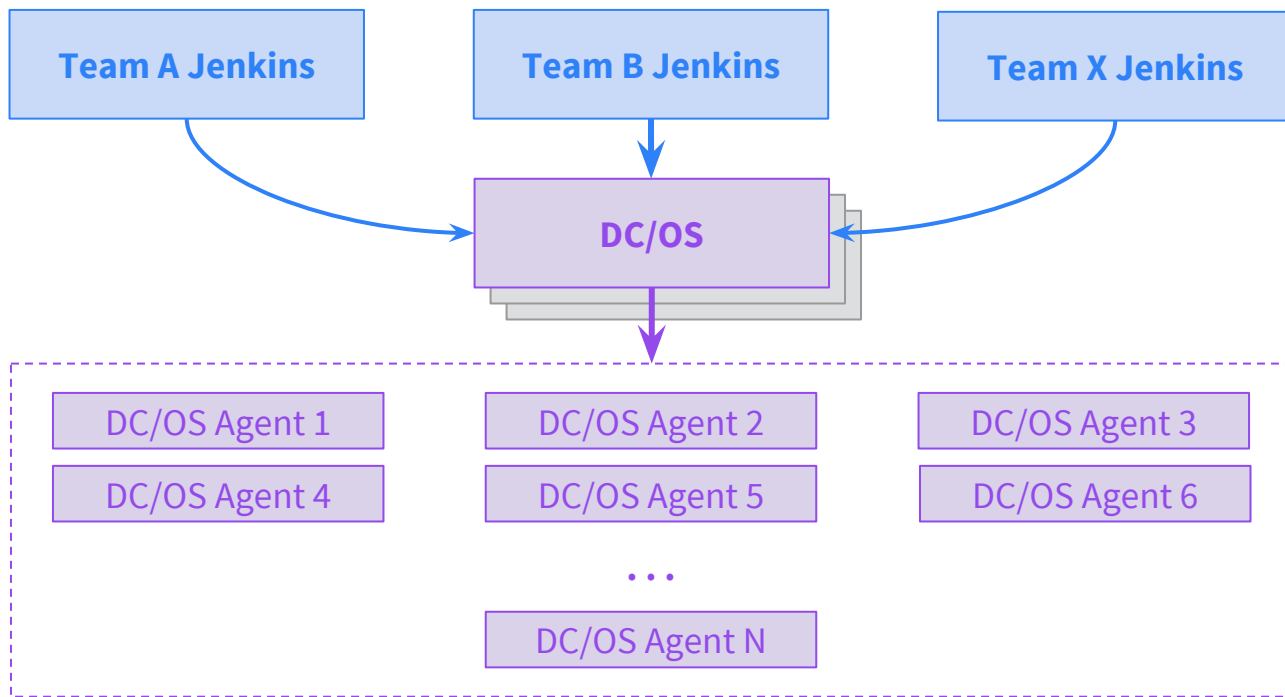 Team A Jenkins
Team B Jenkins
Team X Jenkins
DC/OS
DC/OS Agent 1
DC/OS Agent 2
DC/OS Agent 3
DC/OS Agent 4
DC/OS Agent 5
DC/OS Agent 6
...
DC/OS Agent N